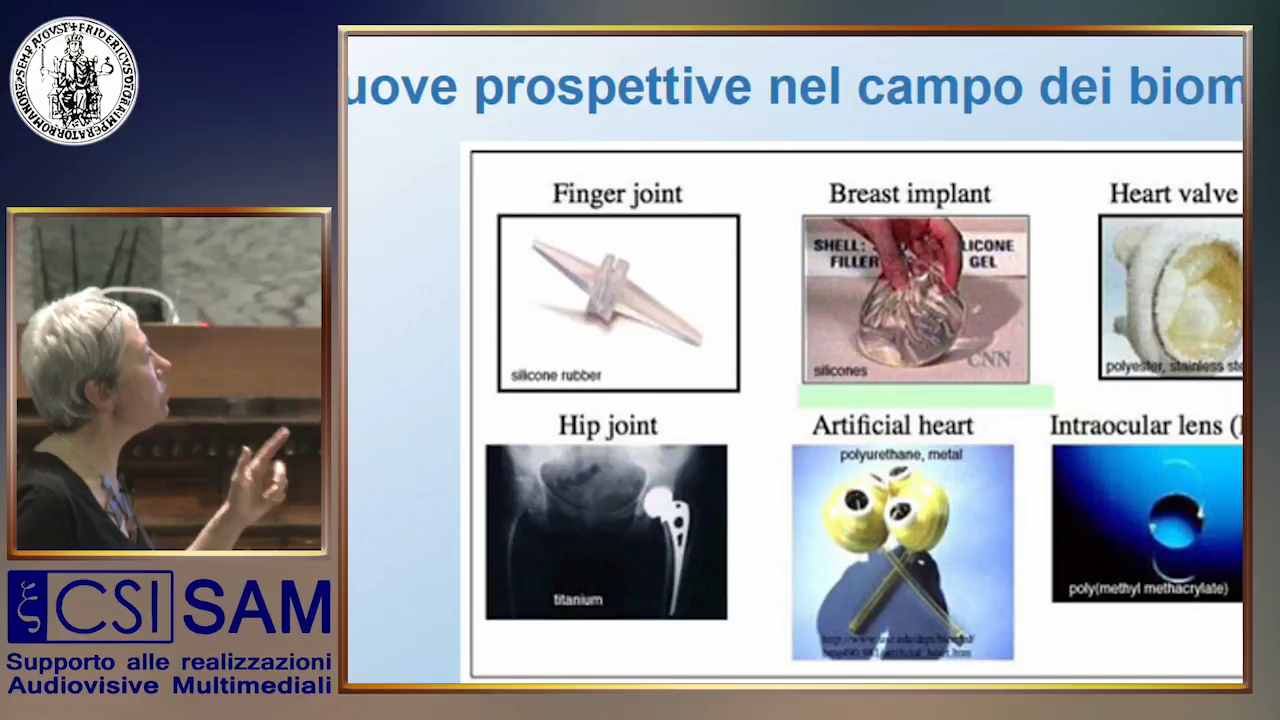 uove prospettive nel campo dei biom
Finger joint
silicone rubber
Breast implant
SHELL:
LICONE
FILLER
GEL
CNN
silicones
Heart valve
polyester, stainless ste
Hip joint
titanium
Artificial heart
polyurethane, metal
Intraocular lens (
poly(methyl methacrylate)
CSI SAM
Supporto alle realizzazioni
Audiovisive Multimediali